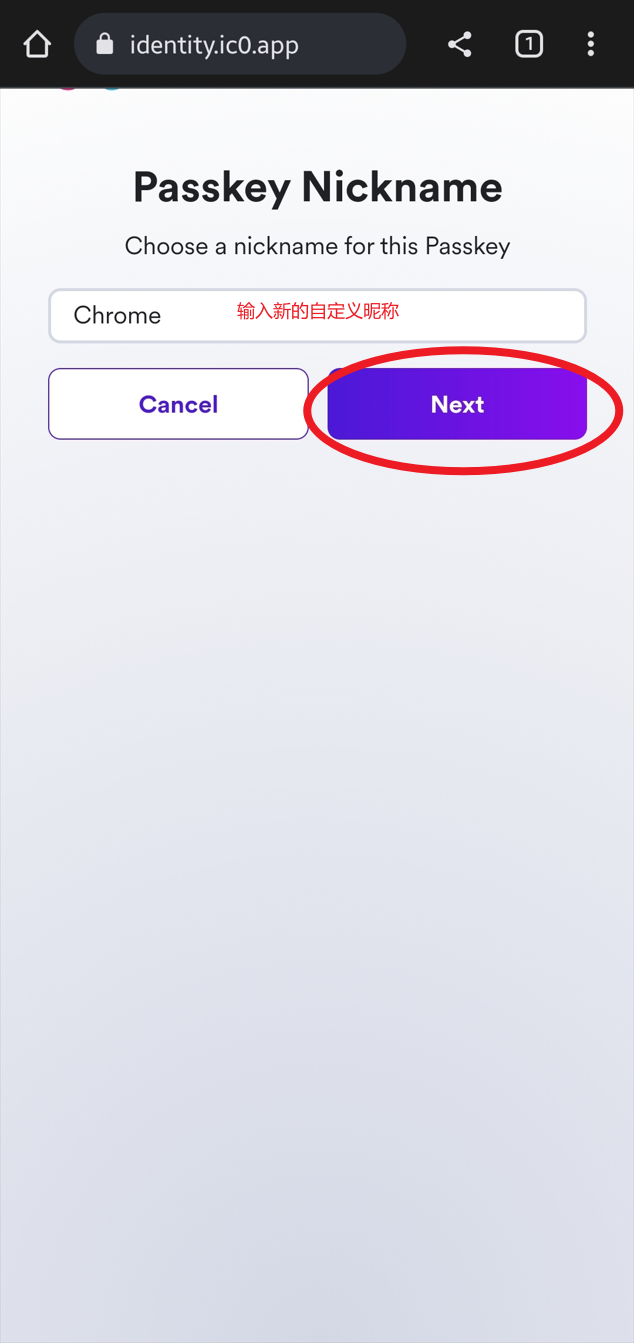 identity.ic0.app
1
Passkey Nickname
Choose a nickname for this Passkey
Chrome 输入新的自定义昵称
Cancel Next